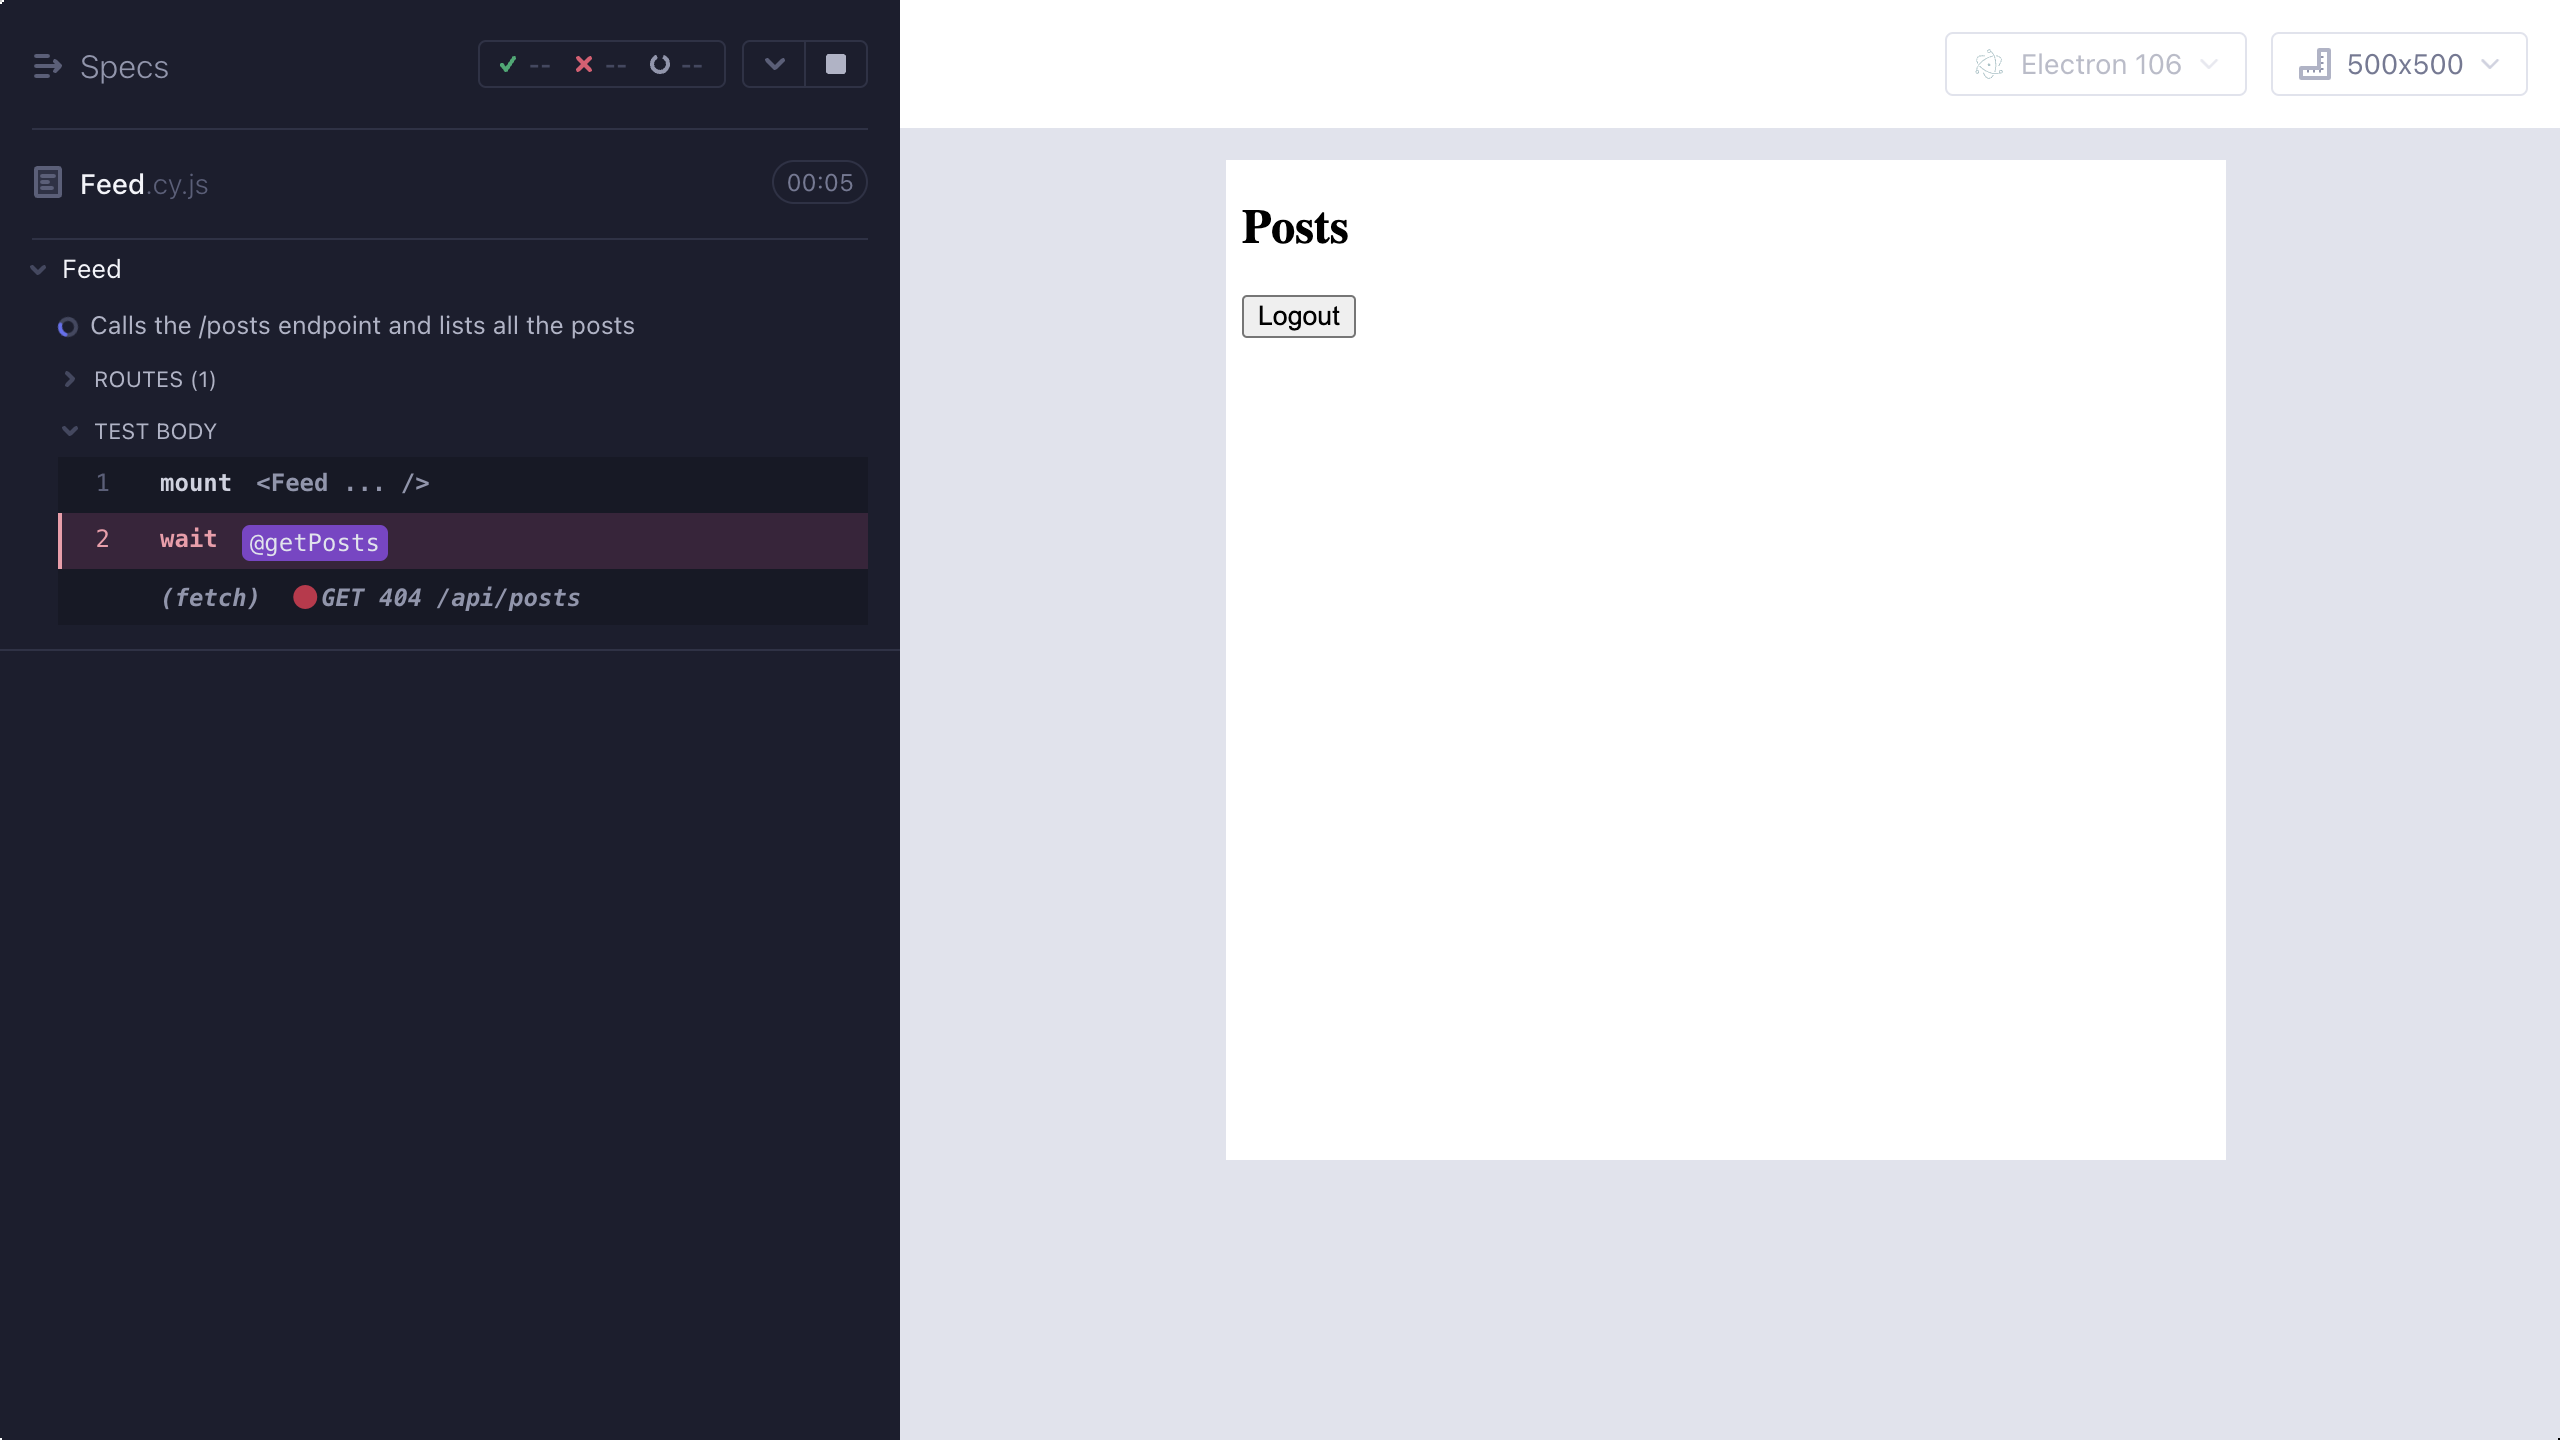 Specs
-- -- --
Feed.cy.js
00:05
Feed
Calls the /posts endpoint and lists all the posts
ROUTES (1)
TEST BODY
1 mount <Feed ... />
2 wait @getPosts
(fetch) GET 404 /api/posts
Electron 106
500x500
Posts
Logout